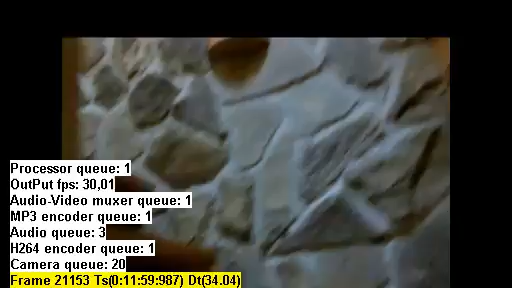 Processor queue: 1
OutPut fps: 30,01
Audio-Video muxer queue: 1
MP3 encoder queue: 1
Audio queue: 3
H264 encoder queue: 1
Camera queue: 20
Frame 21153 Ts(0:11:59:987) Dt(34.04)